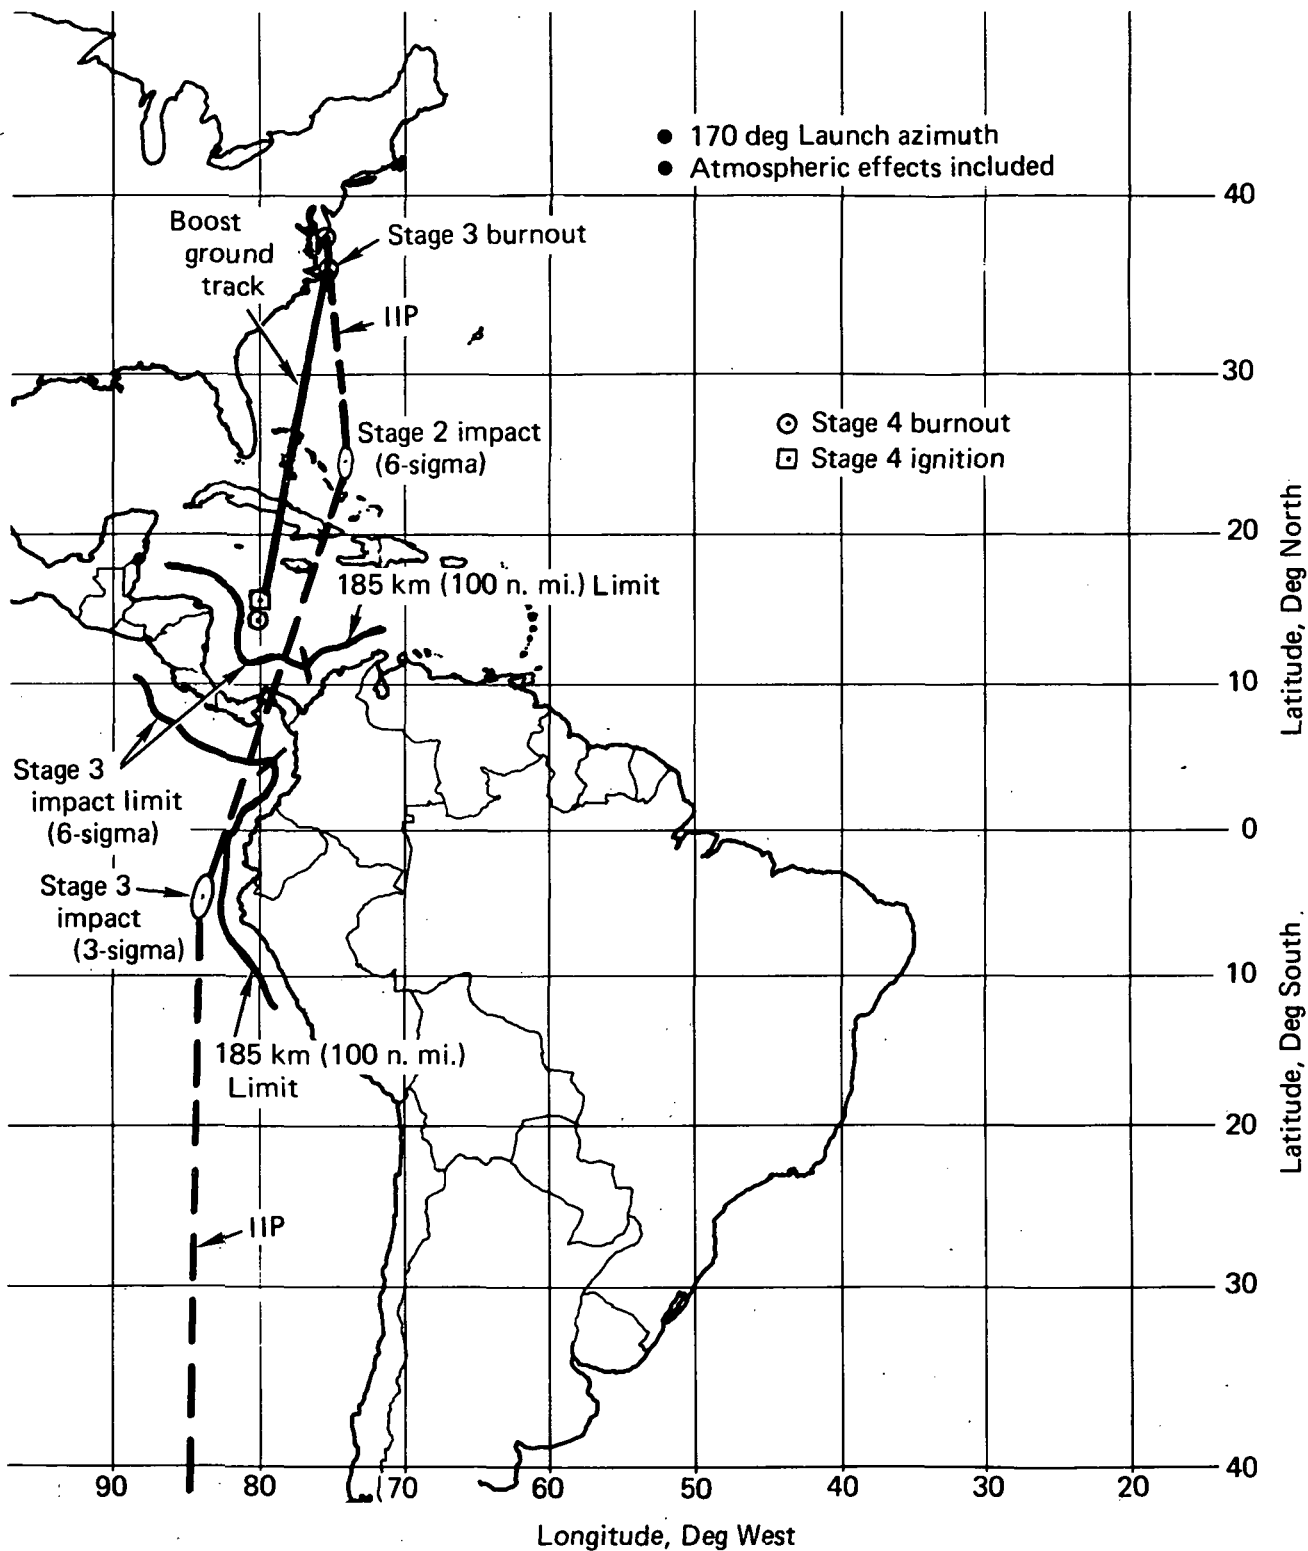 ● 170 deg Launch azimuth
● Atmospheric effects included
40
Boost
ground
track
Stage 3 burnout
IIP
30
Stage 2 impact
(6-sigma)
Stage 4 burnout
Stage 4 ignition
Latitude, Deg North
20
185 km (100 n. mi.) Limit
10
Stage 3
impact limit
(6-sigma)
0
Stage 3
impact
(3-sigma)
Latitude, Deg South
10
185 km (100 n. mi.)
Limit
20
IIP
30
40
90 80 70 60 50 40 30 20
Longitude, Deg West